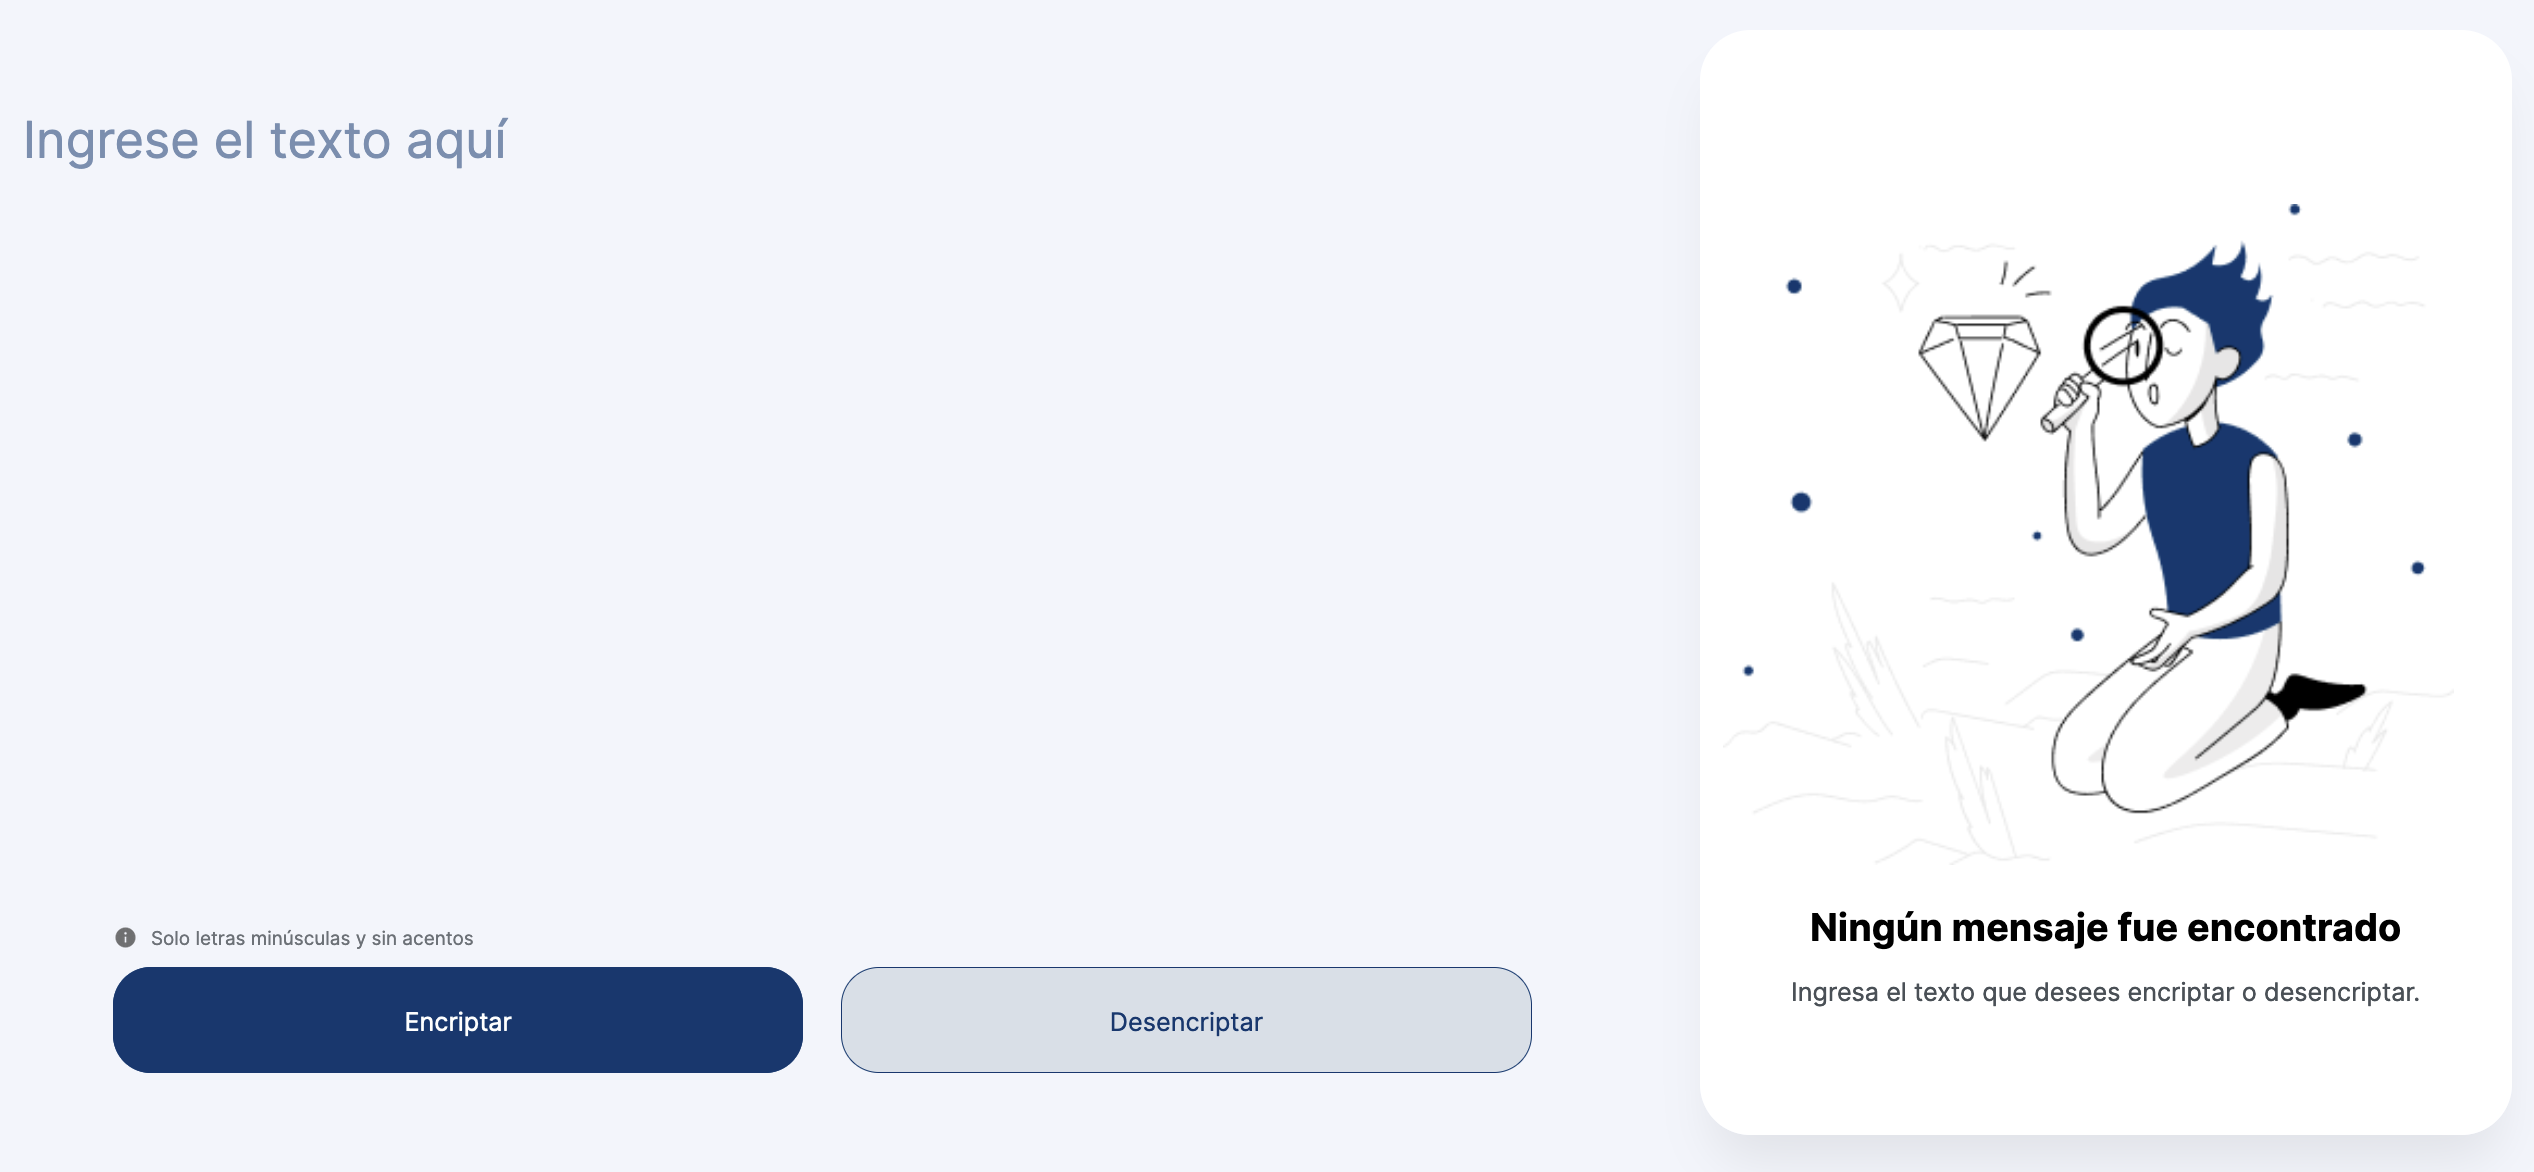 Ingrese el texto aquí
Solo letras minúsculas y sin acentos
Encriptar
Desencriptar
Ningún mensaje fue encontrado
Ingresa el texto que desees encriptar o desencriptar.